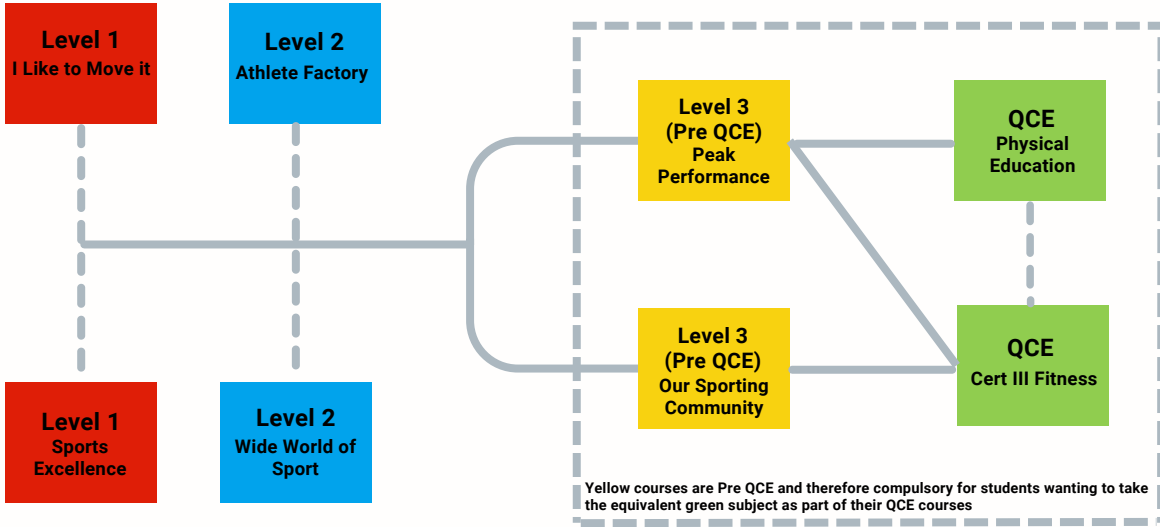 Level 1
I Like to Move it
Level 2
Athlete Factory
Level 3
(Pre QCE)
Peak
Performance
QCE
Physical
Education
Level 1
Sports
Excellence
Level 2
Wide World of
Sport
Level 3
(Pre QCE)
Our Sporting
Community
QCE
Cert III Fitness
Yellow courses are Pre QCE and therefore compulsory for students wanting to take
the equivalent green subject as part of their QCE courses